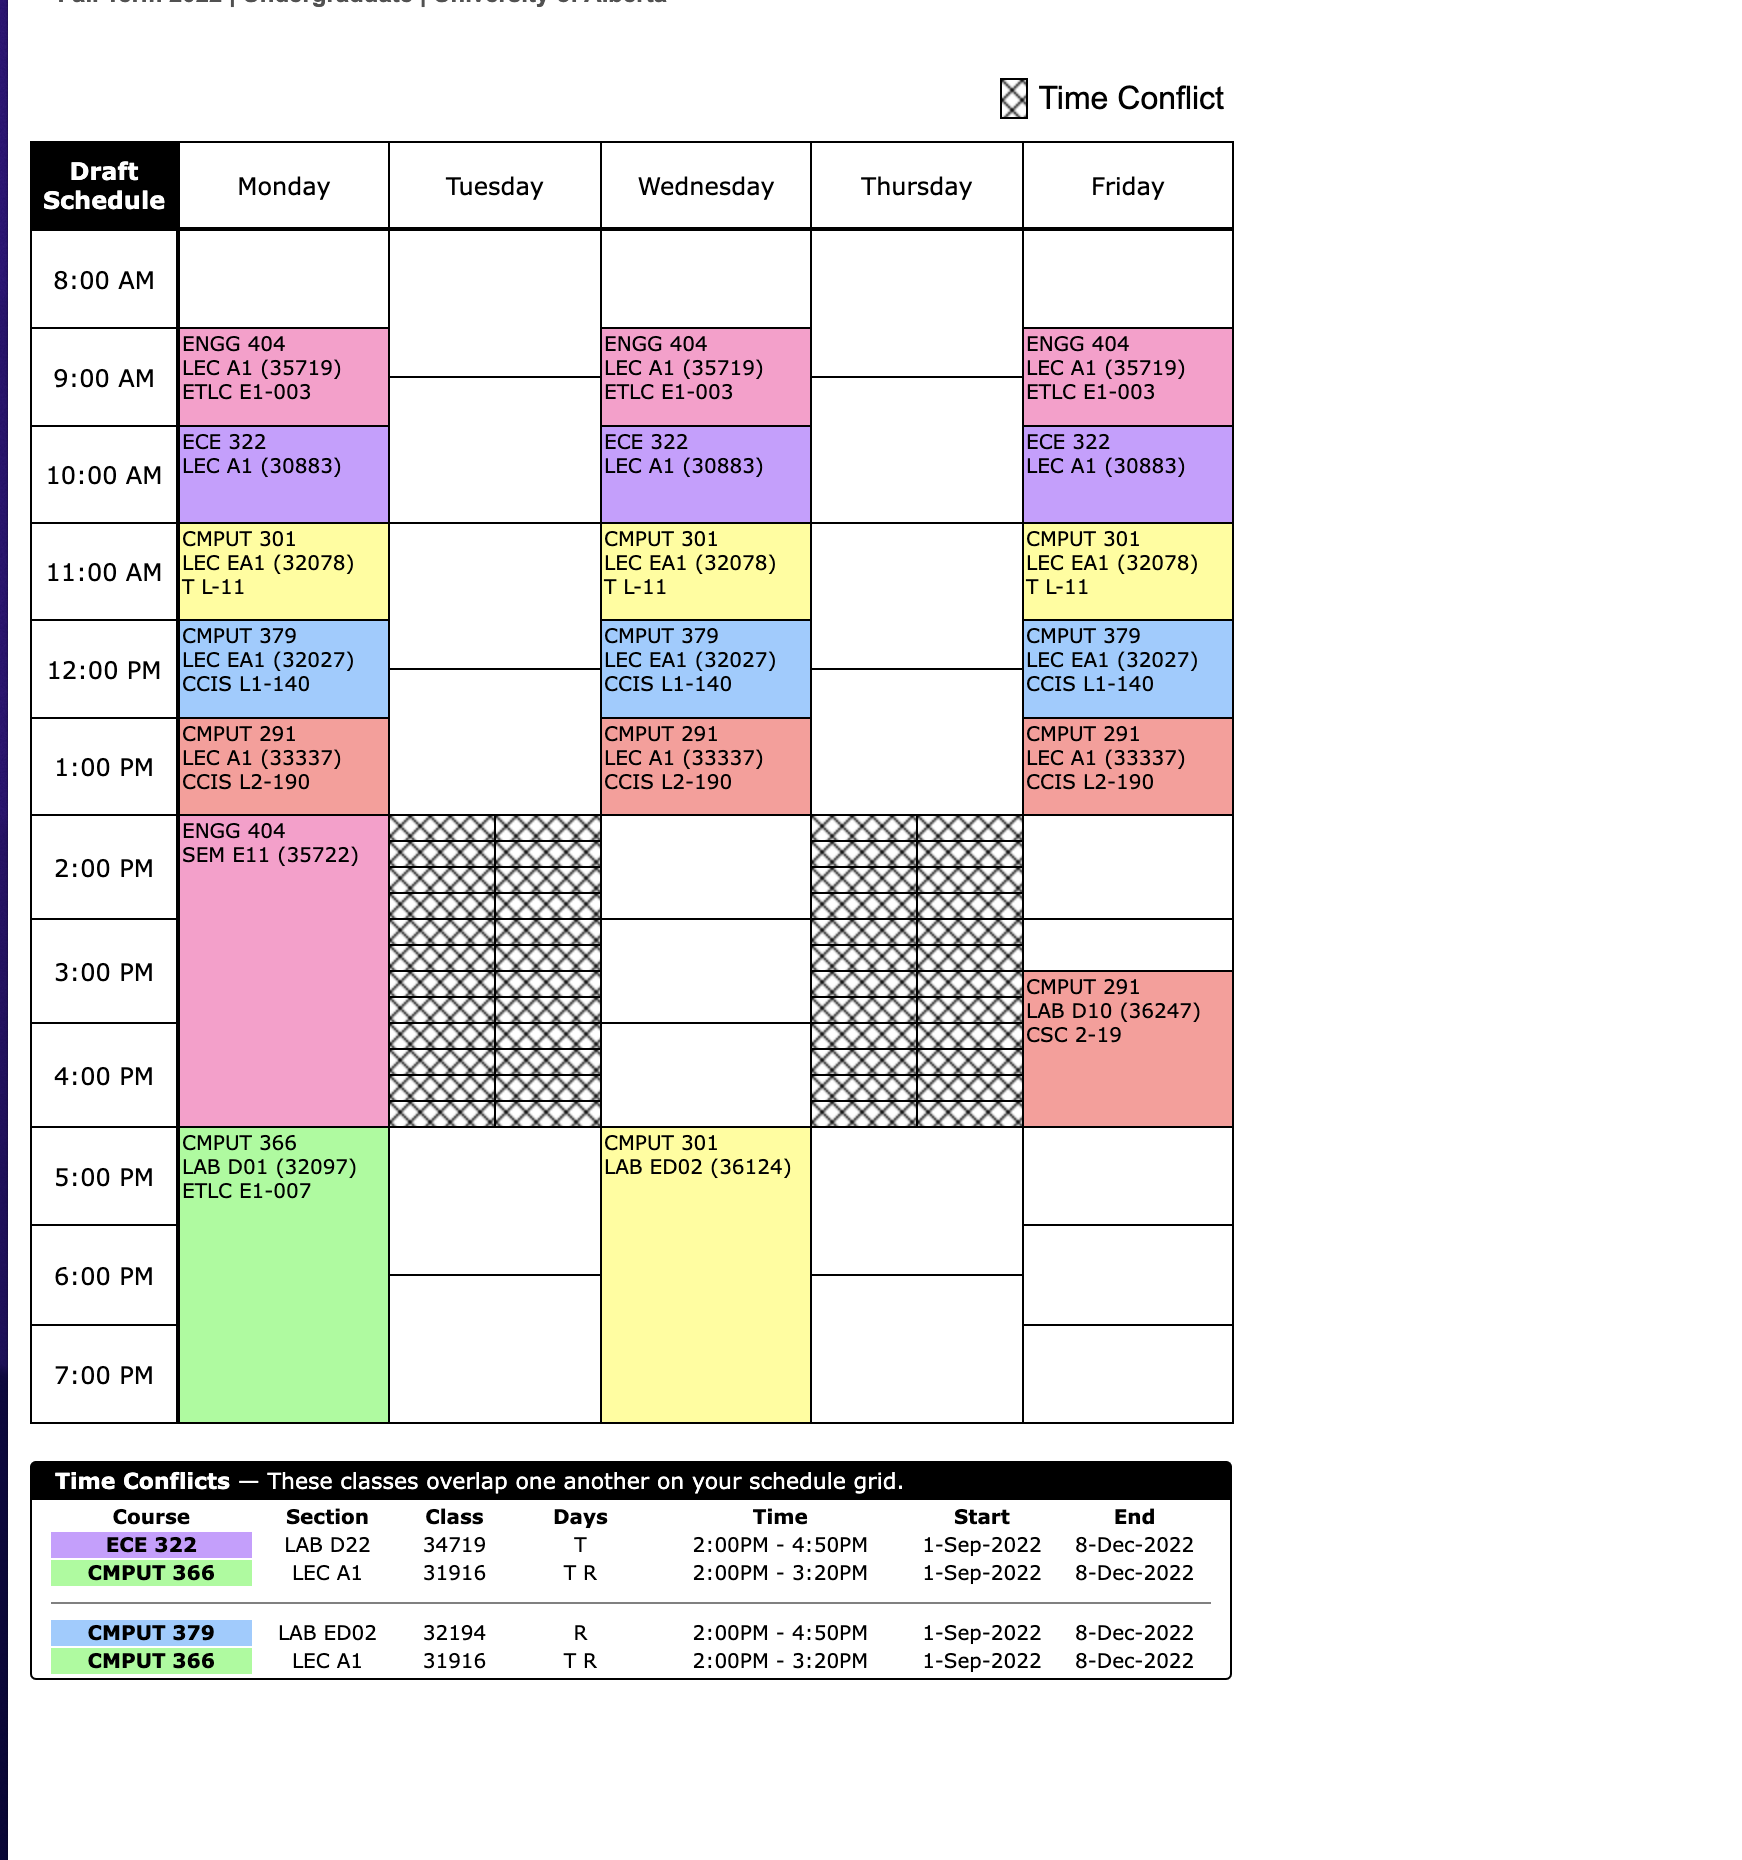 Fall Term 2022 | Undergraduate | University of Alberta
Time Conflict
Draft Schedule Monday Tuesday Wednesday Thursday Friday
8:00 AM
9:00 AM
ENGG 404
LEC A1 (35719)
ETLC E1-003
ENGG 404
LEC A1 (35719)
ETLC E1-003
ENGG 404
LEC A1 (35719)
ETLC E1-003
10:00 AM
ECE 322
LEC A1 (30883)
ECE 322
LEC A1 (30883)
ECE 322
LEC A1 (30883)
11:00 AM
CMPUT 301
LEC EA1 (32078)
T L-11
CMPUT 301
LEC EA1 (32078)
T L-11
CMPUT 301
LEC EA1 (32078)
T L-11
12:00 PM
CMPUT 379
LEC EA1 (32027)
CCIS L1-140
CMPUT 379
LEC EA1 (32027)
CCIS L1-140
CMPUT 379
LEC EA1 (32027)
CCIS L1-140
1:00 PM
CMPUT 291
LEC A1 (33337)
CCIS L2-190
CMPUT 291
LEC A1 (33337)
CCIS L2-190
CMPUT 291
LEC A1 (33337)
CCIS L2-190
2:00 PM
ENGG 404
SEM E11 (35722)
3:00 PM
CMPUT 291
LAB D10 (36247)
CSC 2-19
4:00 PM
5:00 PM
CMPUT 366
LAB D01 (32097)
ETLC E1-007
CMPUT 301
LAB ED02 (36124)
6:00 PM
7:00 PM
Time Conflicts — These classes overlap one another on your schedule grid.
Course Section Class Days Time Start End
ECE 322 LAB D22 34719 T 2:00PM - 4:50PM 1-Sep-2022 8-Dec-2022
CMPUT 366 LEC A1 31916 T R 2:00PM - 3:20PM 1-Sep-2022 8-Dec-2022
CMPUT 379 LAB ED02 32194 R 2:00PM - 4:50PM 1-Sep-2022 8-Dec-2022
CMPUT 366 LEC A1 31916 T R 2:00PM - 3:20PM 1-Sep-2022 8-Dec-2022